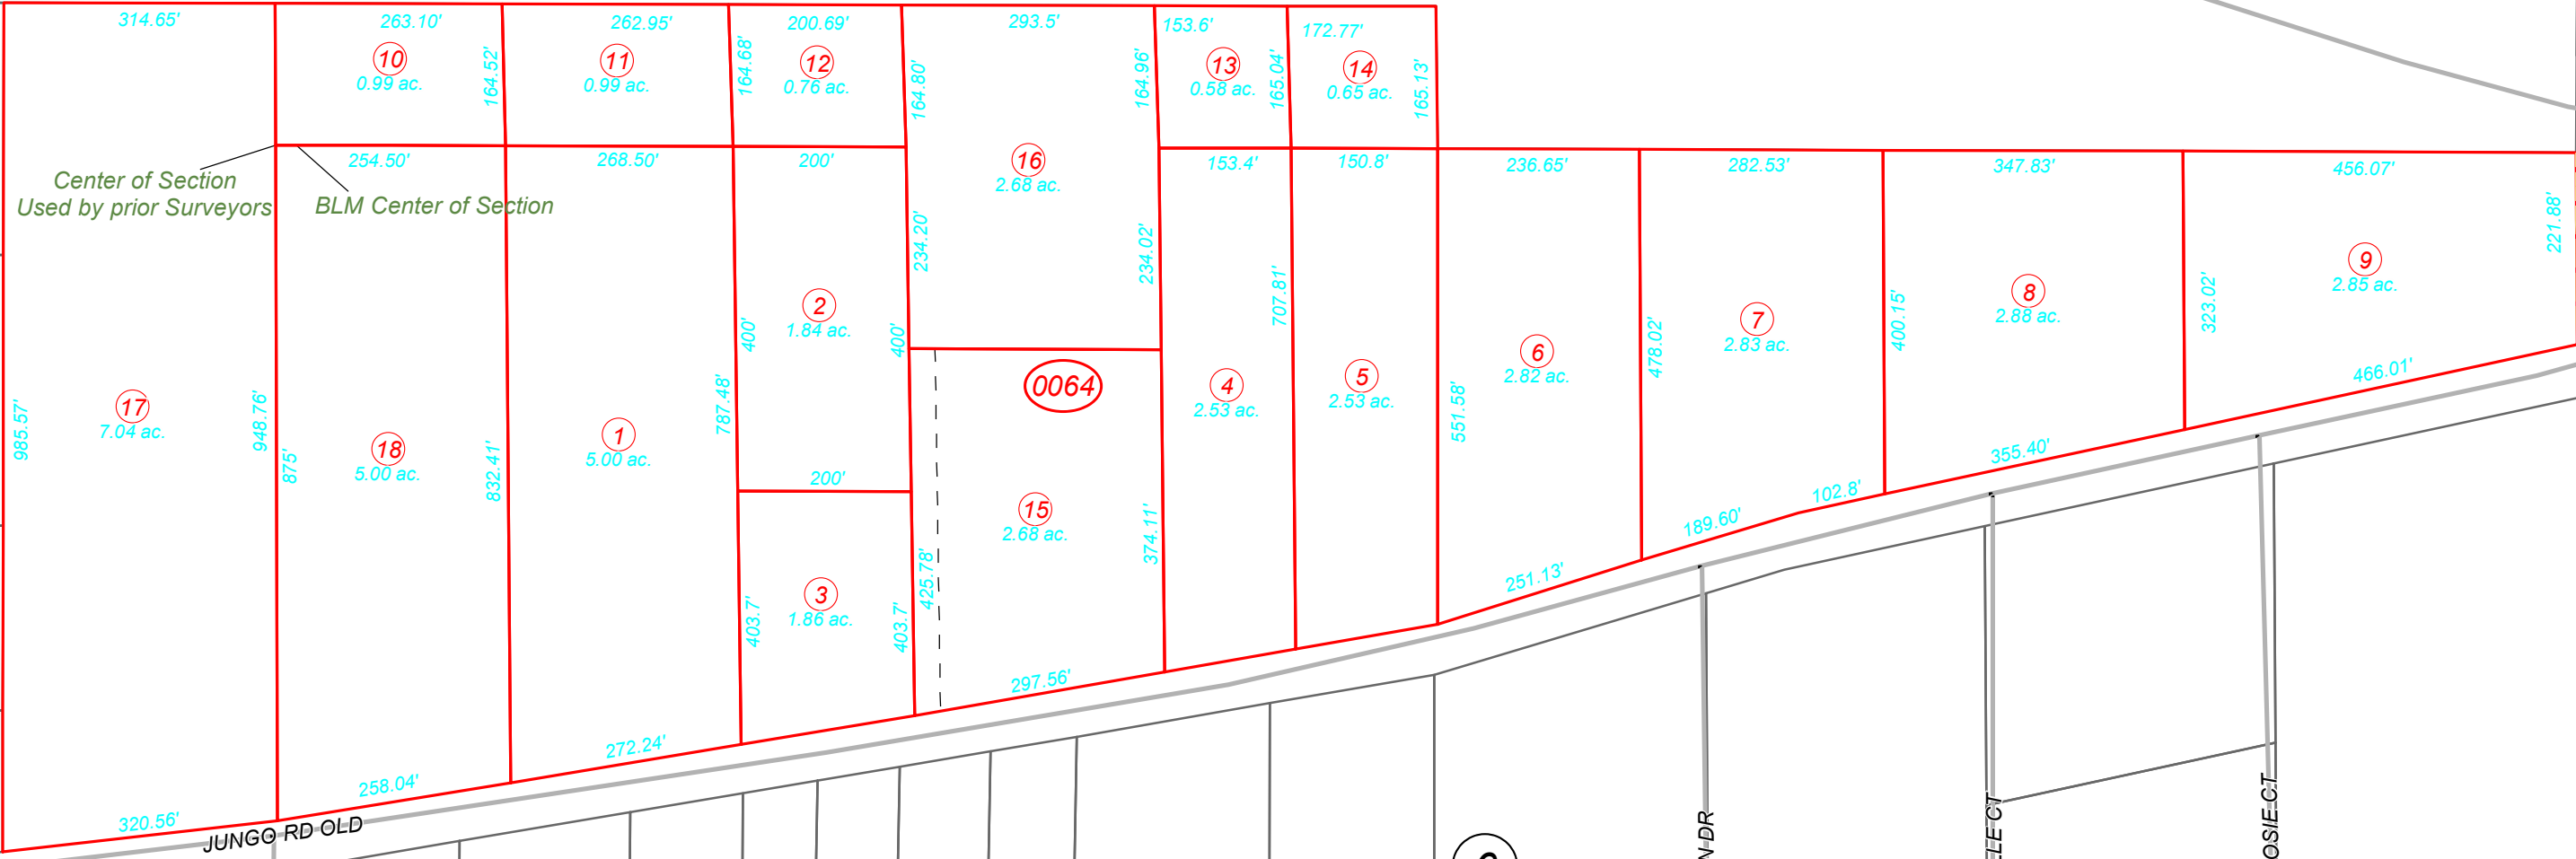 314.65'
263.10'
262.95'
200.69'
293.5'
153.6'
172.77'
10
0.99 ac.
164.52'
11
0.99 ac.
164.68'
12
0.76 ac.
164.80'
164.96'
13
0.58 ac.
165.04'
14
0.65 ac.
165.13'
Center of Section
Used by prior Surveyors
BLM Center of Section
254.50'
268.50'
200'
16
2.68 ac.
153.4'
150.8'
236.65'
282.53'
347.83'
456.07'
221.88'
234.20'
234.02'
707.81'
2
1.84 ac.
400'
400'
0064
4
2.53 ac.
5
2.53 ac.
6
2.82 ac.
7
2.83 ac.
8
2.88 ac.
9
2.85 ac.
551.58'
478.02'
400.15'
323.02'
466.01'
355.40'
102.8'
189.60'
251.13'
17
7.04 ac.
985.57'
948.76'
875'
18
5.00 ac.
832.41'
1
5.00 ac.
787.48'
200'
3
1.86 ac.
403.7'
403.7'
425.78'
15
2.68 ac.
374.11'
297.56'
272.24'
258.04'
320.56'
JUNGO RD OLD
N DR
LLE CT
OSIE CT